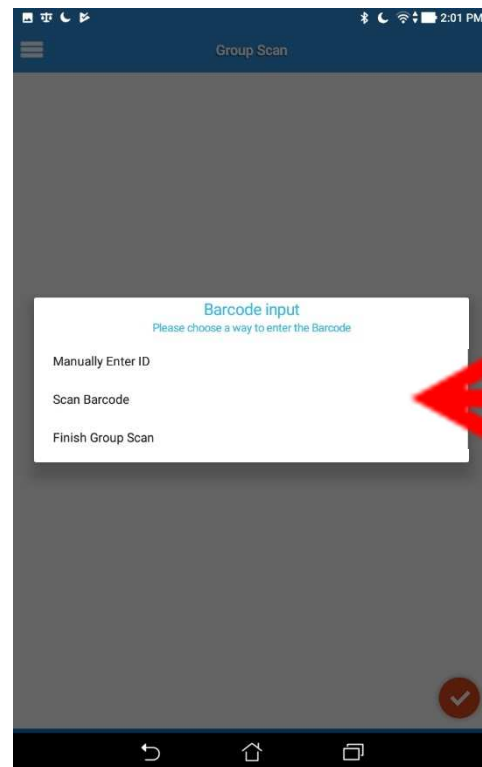 2:01 PM
Group Scan
Barcode input
Please choose a way to enter the Barcode
Manually Enter ID
Scan Barcode
Finish Group Scan